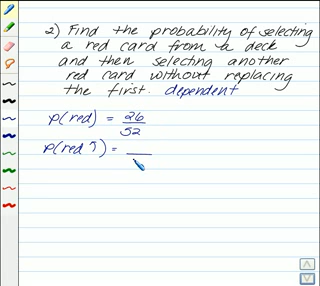 2) Find the probability of selecting
a red card from a deck
and then selecting another
red card without replacing
the first. dependent
P(red) = 26/52
P(red
) =